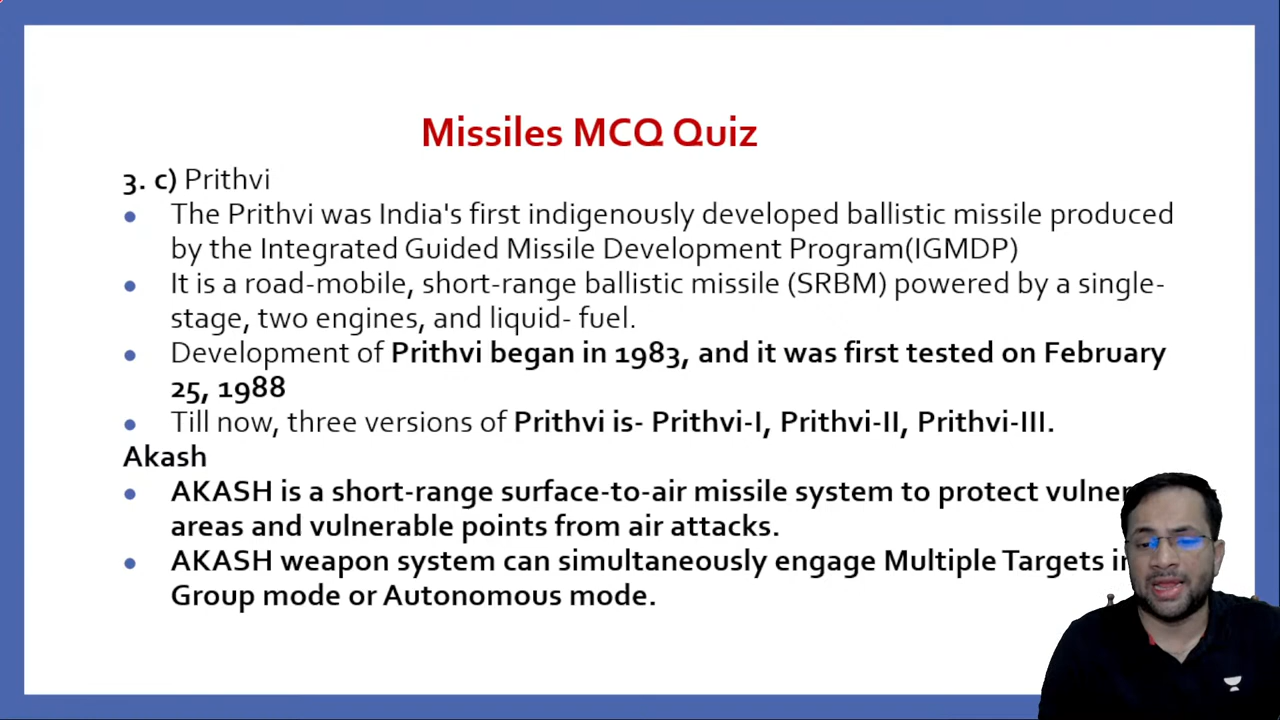 Missiles MCQ Quiz
3. c) Prithvi
• The Prithvi was India's first indigenously developed ballistic missile produced
by the Integrated Guided Missile Development Program(IGMDP)
• It is a road-mobile, short-range ballistic missile (SRBM) powered by a single-
stage, two engines, and liquid- fuel.
• Development of Prithvi began in 1983, and it was first tested on February
25, 1988
• Till now, three versions of Prithvi is- Prithvi-I, Prithvi-II, Prithvi-III.
Akash
• AKASH is a short-range surface-to-air missile system to protect
areas and vulnerable points from air attacks.
• AKASH weapon system can simultaneously engage Multiple Targets in
Group mode or Autonomous mode.